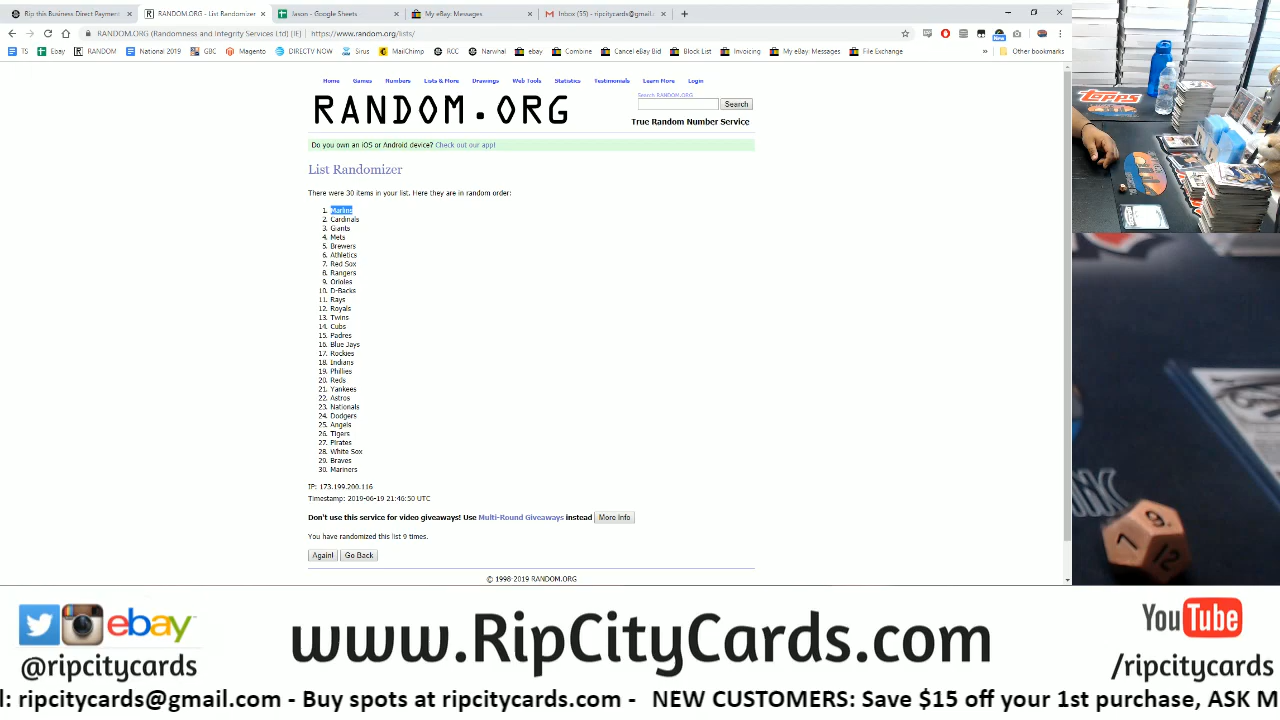 Rip this Business-Direct Payment
RANDOM.ORG - List Randomizer
Jason - Google Sheets
My eBay: Messages
Inbox (35) - ripcitycards@gmail.
RANDOM.ORG (Randomness and Integrity Services Ltd) [IE] | https://www.random.org/lists/
TS Ebay RANDOM National 2019 GBC Magento DIRECTV NOW Sirus MailChimp RCC Narwhal ebay Combine Cancel eBay Bid Block List Invoicing My eBay: Messages File Exchange » Other bookmarks
New
Home Games Numbers Lists & More Drawings Web Tools Statistics Testimonials Learn More Login
RANDOM.ORG
Search RANDOM.ORG
Search
True Random Number Service
Do you own an iOS or Android device? Check out our app!
List Randomizer
There were 30 items in your list. Here they are in random order:
1. Marlins
2. Cardinals
3. Giants
4. Mets
5. Brewers
6. Athletics
7. Red Sox
8. Rangers
9. Orioles
10. D-Backs
11. Rays
12. Royals
13. Twins
14. Cubs
15. Padres
16. Blue Jays
17. Rockies
18. Indians
19. Phillies
20. Reds
21. Yankees
22. Astros
23. Nationals
24. Dodgers
25. Angels
26. Tigers
27. Pirates
28. White Sox
29. Braves
30. Mariners
IP: 173.199.200.116
Timestamp: 2019-06-19 21:46:50 UTC
Don't use this service for video giveaways! Use Multi-Round Giveaways instead
More Info
You have randomized this list 9 times.
Again!
Go Back
© 1998-2019 RANDOM.ORG
Topps
9
7
12
ebay
@ripcitycards
www.RipCityCards.com
YouTube
/ripcitycards
l: ripcitycards@gmail.com - Buy spots at ripcitycards.com - NEW CUSTOMERS: Save $15 off your 1st purchase, ASK M